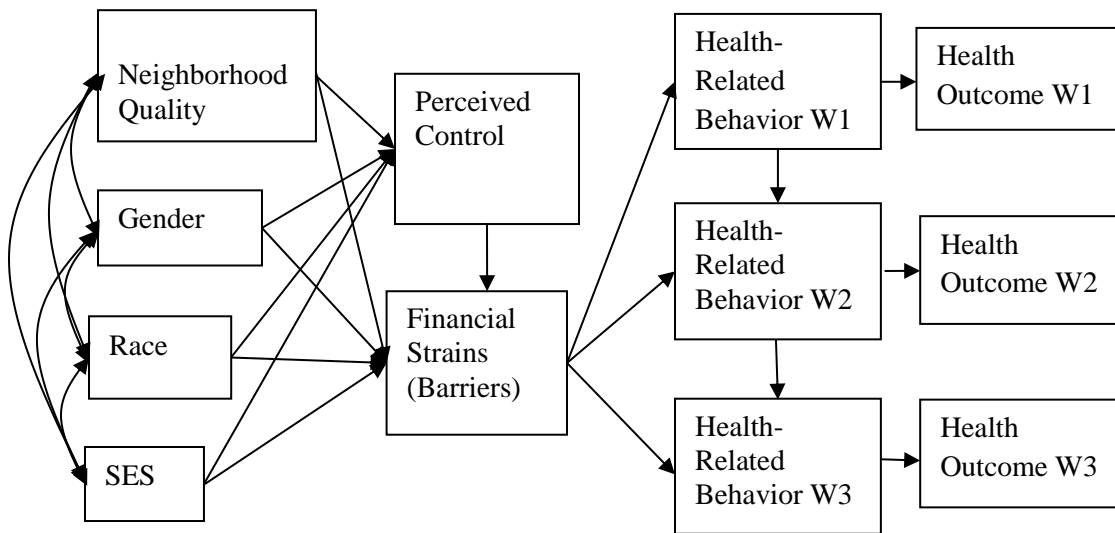 Neighborhood
Quality
Gender
Race
SES
Perceived
Control
Financial
Strains
(Barriers)
Health-
Related
Behavior W1
Health-
Related
Behavior W2
Health-
Related
Behavior W3
Health
Outcome W1
Health
Outcome W2
Health
Outcome W3